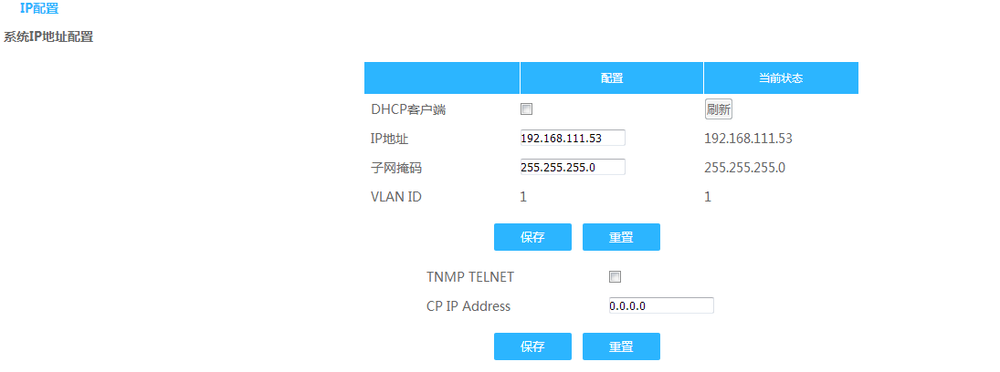 IP配置
系统IP地址配置
配置 当前状态
DHCP客户端 刷新
IP地址 192.168.111.53 192.168.111.53
子网掩码 255.255.255.0 255.255.255.0
VLAN ID 1 1
保存 重置
TNMP TELNET
CP IP Address 0.0.0.0
保存 重置